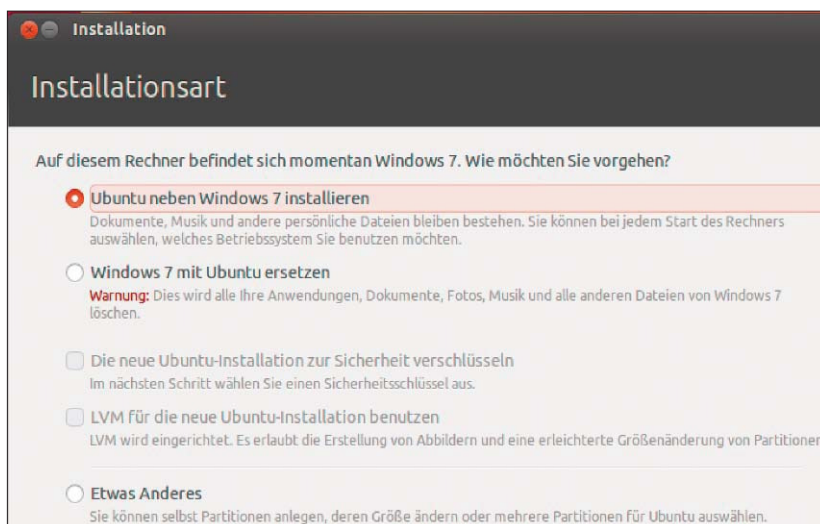 Installation
Installationsart
Auf diesem Rechner befindet sich momentan Windows 7. Wie möchten Sie vorgehen?
Ubuntu neben Windows 7 installieren
Dokumente, Musik und andere persönliche Dateien bleiben bestehen. Sie können bei jedem Start des Rechners
auswählen, welches Betriebssystem Sie benutzen möchten.
Windows 7 mit Ubuntu ersetzen
Warnung: Dies wird alle Ihre Anwendungen, Dokumente, Fotos, Musik und alle anderen Dateien von Windows 7
löschen.
Die neue Ubuntu-Installation zur Sicherheit verschlüsseln
Im nächsten Schritt wählen Sie einen Sicherheitsschlüssel aus.
LVM für die neue Ubuntu-Installation benutzen
LVM wird eingerichtet. Es erlaubt die Erstellung von Abbildern und eine erleichterte Größenänderung von Partitionen
Etwas Anderes
Sie können selbst Partitionen anlegen, deren Größe ändern oder mehrere Partitionen für Ubuntu auswählen.